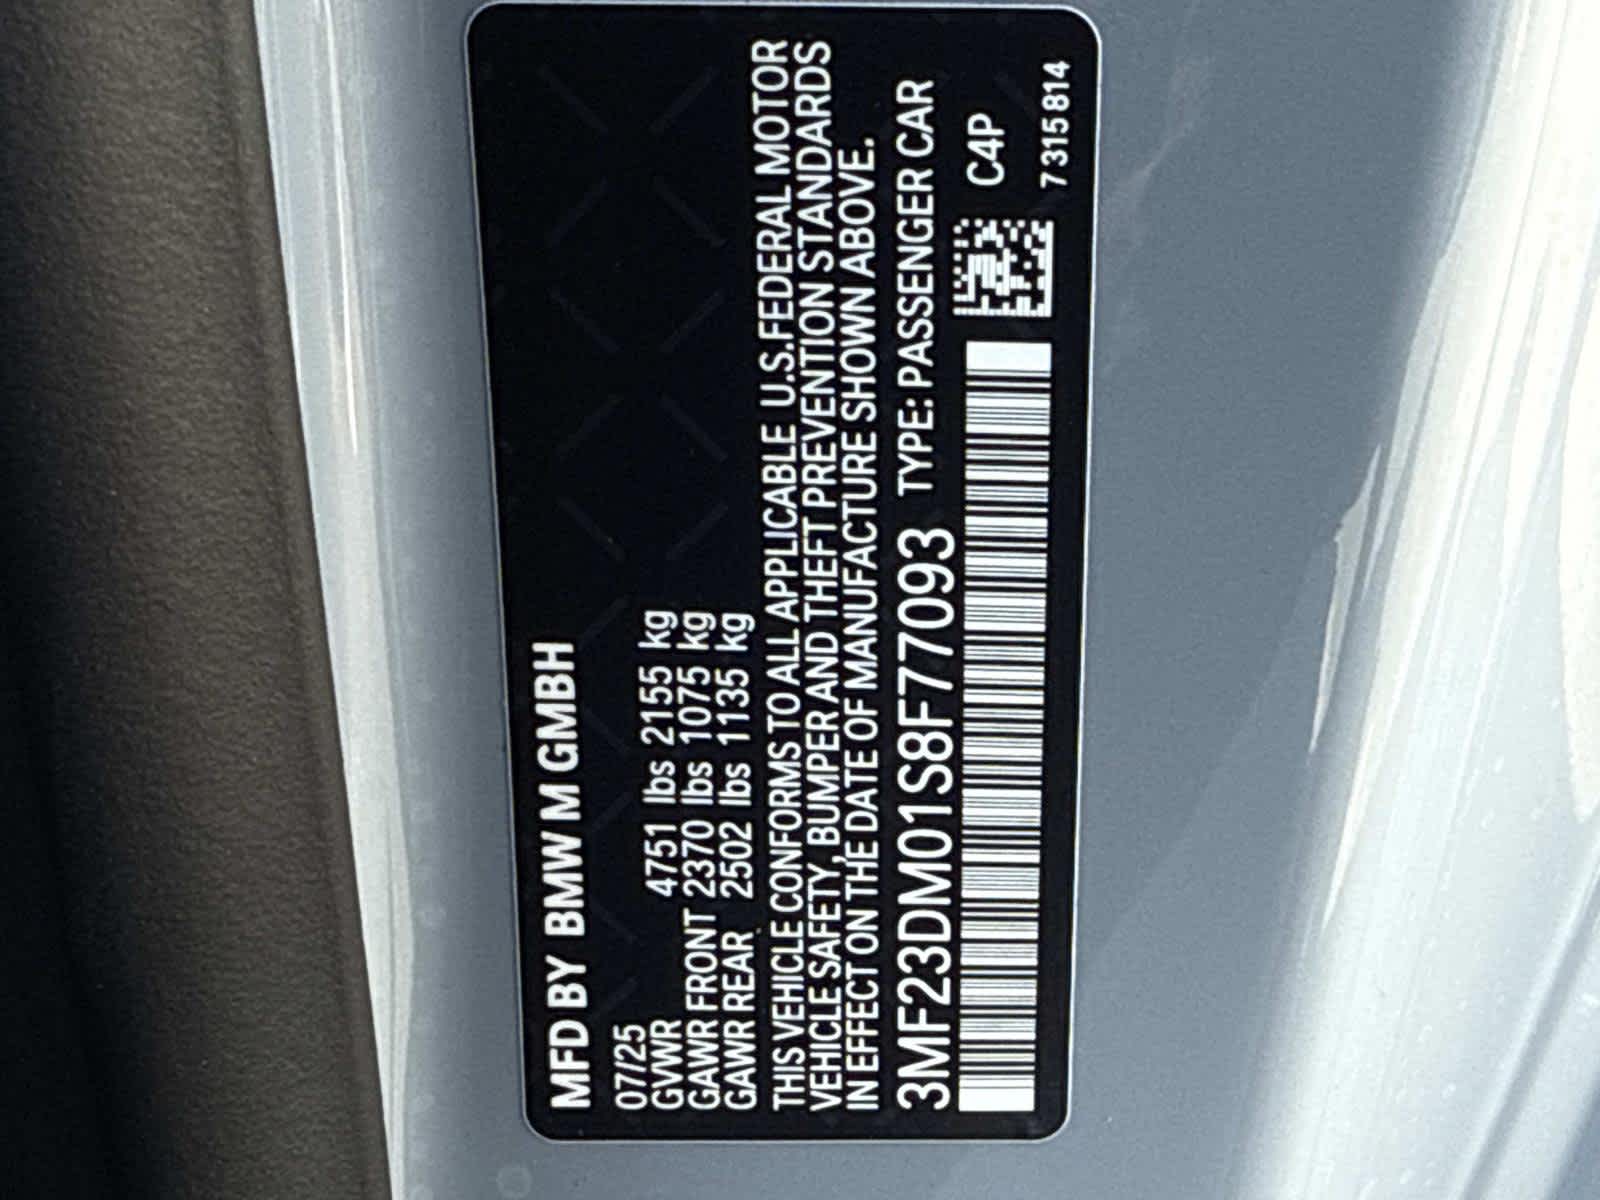 MFD BY BMW M GMBH
07/25
GVWR 4751 lbs 2155 kg
GAWR FRONT 2370 lbs 1075 kg
GAWR REAR 2502 lbs 1135 kg
THIS VEHICLE CONFORMS TO ALL APPLICABLE U.S.FEDERAL MOTOR
VEHICLE SAFETY, BUMPER AND THEFT PREVENTION STANDARDS
IN EFFECT ON THE DATE OF MANUFACTURE SHOWN ABOVE.
3MF23DM01S8F77093 TYPE: PASSENGER CAR
C4P
7315814